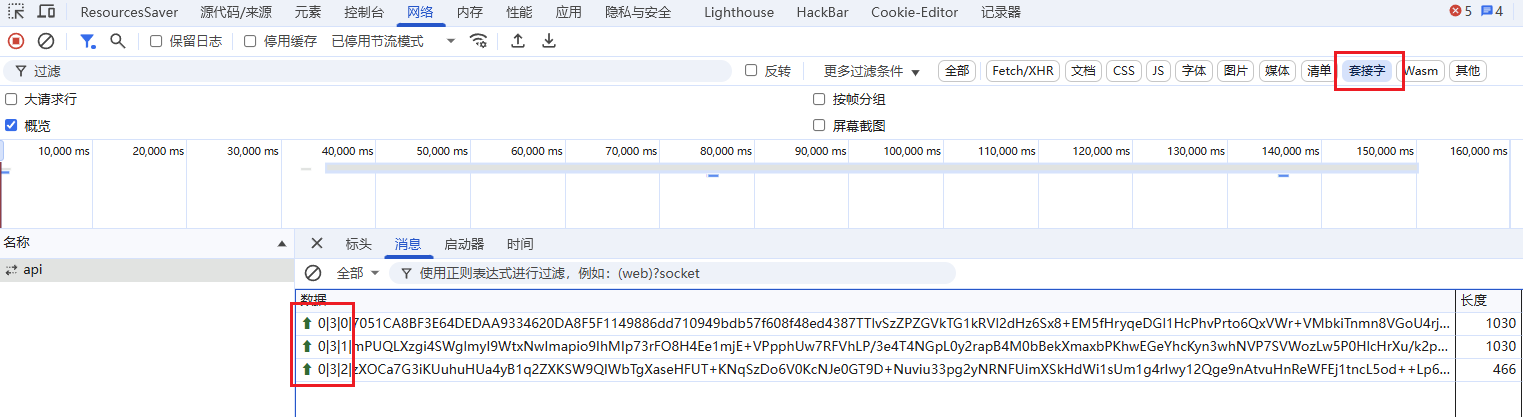 ResourcesSaver 源代码/来源 元素 控制台 网络 内存 性能 应用 隐私与安全 Lighthouse HackBar Cookie-Editor 记录器 5 4
保留日志 停用缓存 已停用节流模式
过滤 反转 更多过滤条件 全部 Fetch/XHR 文档 CSS JS 字体 图片 媒体 清单 套接字 Wasm 其他
大请求行 按帧分组
概览 屏幕截图
10,000 ms 20,000 ms 30,000 ms 40,000 ms 50,000 ms 60,000 ms 70,000 ms 80,000 ms 90,000 ms 100,000 ms 110,000 ms 120,000 ms 130,000 ms 140,000 ms 150,000 ms 160,000 ms
名称 标头 消息 启动器 时间
api
全部 使用正则表达式进行过滤，例如：(web)?socket
数据 长度
0|3|0|7051CA8BF3E64DEDAA9334620DA8F5F1149886dd710949bdb57f608f48ed4387TTlvSzZPZGVkTG1kRVI2dHz6Sx8+EM5fHryqeDGI1HcPhvPrto6QxVWr+VMbkiTnmn8VGoU4rj... 1030
0|3|1|mPUQLXzgi4SWglmyI9WtxNwImapio9IhMIp73rFO8H4Ee1mjE+VPpphUw7RFVhLP/3e4T4NGpL0y2rapB4M0bBekXmaxbPKhwEGeYhcKyn3whNVP7SVWozLw5P0HlcHrXu/k2p... 1030
0|3|2|zXOCa7G3iKUuhuHUa4yB1q2ZXKSW9QIWbTgXaseHFUT+KNqSzDo6V0KcNJe0GT9D+Nuviu33pg2yNRNFUimXSkHdWi1sUm1g4rIwy12Qge9nAtvuHnReWFEj1tncL5od++Lp6... 466